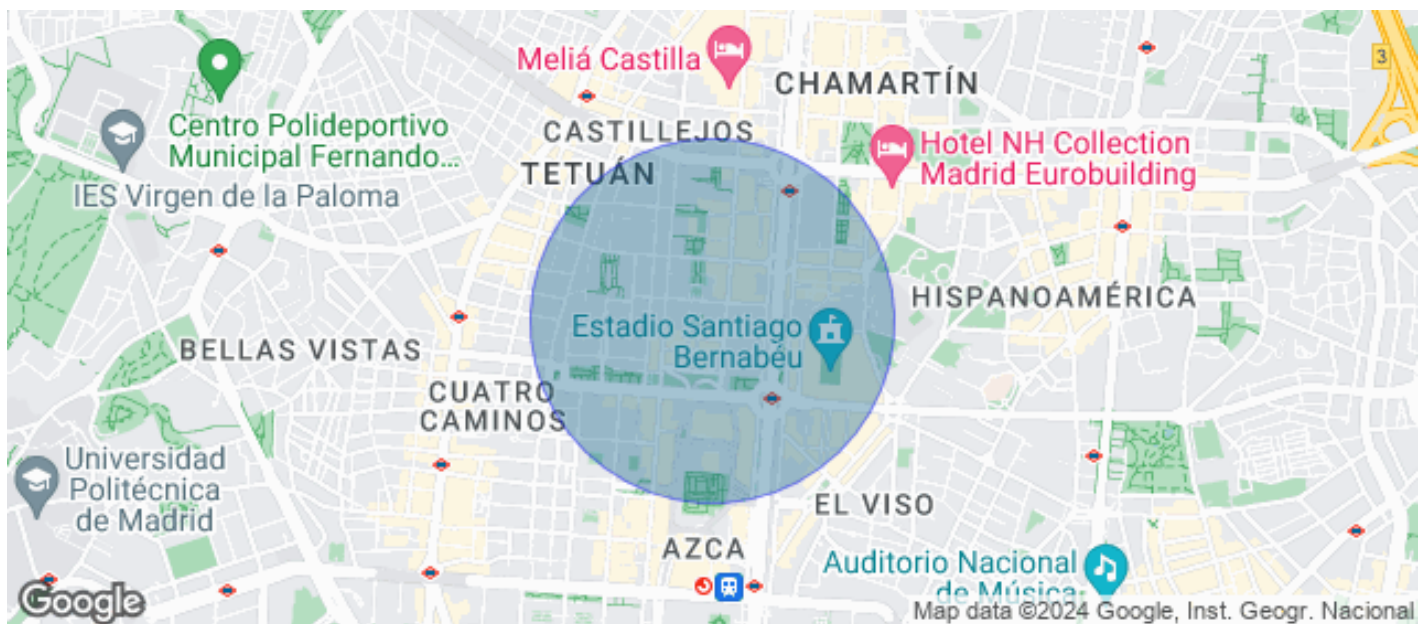 Meliá Castilla
CHAMARTÍN
3
Centro Polideportivo
Municipal Fernando...
CASTILLEJOS
TETUÁN
Hotel NH Collection
Madrid Eurobuilding
IES Virgen de la Paloma
HISPANOAMÉRICA
Estadio Santiago
Bernabéu
BELLAS VISTAS
CUATRO
CAMINOS
Universidad
Politécnica
de Madrid
EL VISO
AZCA
Auditorio Nacional
de Música
Google
Map data ©2024 Google, Inst. Geogr. Nacional